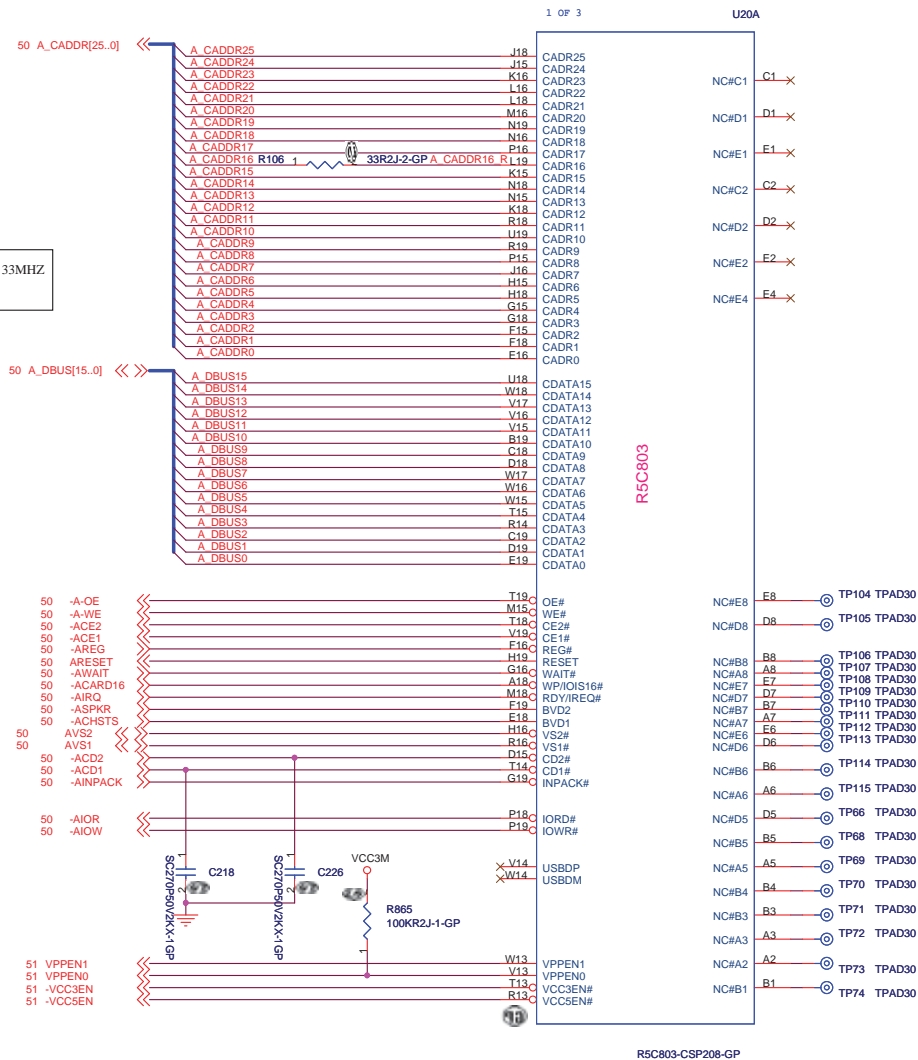 1 OF 3
U20A
50 A_CADDR[25..0]
A_CADDR25 J18 CADR25
A_CADDR24 J15 CADR24
A_CADDR23 K16 CADR23
A_CADDR22 L16 CADR22
A_CADDR21 L18 CADR21
A_CADDR20 M16 CADR20
A_CADDR19 N19 CADR19
A_CADDR18 N16 CADR18
A_CADDR17 P16 CADR17
A_CADDR16 R106 1 33R2J-2-GP A_CADDR16_R L19 CADR16
A_CADDR15 K15 CADR15
A_CADDR14 N18 CADR14
A_CADDR13 N15 CADR13
A_CADDR12 K18 CADR12
A_CADDR11 R18 CADR11
A_CADDR10 U19 CADR10
A_CADDR9 R19 CADR9
A_CADDR8 P15 CADR8
A_CADDR7 J16 CADR7
A_CADDR6 H15 CADR6
A_CADDR5 H18 CADR5
A_CADDR4 G15 CADR4
A_CADDR3 G18 CADR3
A_CADDR2 F15 CADR2
A_CADDR1 F18 CADR1
A_CADDR0 E16 CADR0
NC#C1 C1
NC#D1 D1
NC#E1 E1
NC#C2 C2
NC#D2 D2
NC#E2 E2
NC#E4 E4
33MHZ
50 A_DBUS[15..0]
A_DBUS15 U18 CDATA15
A_DBUS14 W18 CDATA14
A_DBUS13 V17 CDATA13
A_DBUS12 V16 CDATA12
A_DBUS11 V15 CDATA11
A_DBUS10 B19 CDATA10
A_DBUS9 C18 CDATA9
A_DBUS8 D18 CDATA8
A_DBUS7 W17 CDATA7
A_DBUS6 W16 CDATA6
A_DBUS5 W15 CDATA5
A_DBUS4 T15 CDATA4
A_DBUS3 R14 CDATA3
A_DBUS2 C19 CDATA2
A_DBUS1 D19 CDATA1
A_DBUS0 E19 CDATA0
R5C803
50 -A-OE T19 OE#
50 -A-WE M15 WE#
50 -ACE2 T18 CE2#
50 -ACE1 V19 CE1#
50 -AREG F16 REG#
50 ARESET H19 RESET
50 -AWAIT G16 WAIT#
50 -ACARD16 A18 WP/IOIS16#
50 -AIRQ M18 RDY/IREQ#
50 -ASPKR F19 BVD2
50 -ACHSTS E18 BVD1
50 AVS2 H16 VS2#
50 AVS1 R16 VS1#
50 -ACD2 D15 CD2#
50 -ACD1 T14 CD1#
50 -AINPACK G19 INPACK#
50 -AIOR P18 IORD#
50 -AIOW P19 IOWR#
V14 USBDP
W14 USBDM
NC#E8 E8 TP104 TPAD30
NC#D8 D8 TP105 TPAD30
NC#B8 B8 TP106 TPAD30
NC#A8 A8 TP107 TPAD30
NC#E7 E7 TP108 TPAD30
NC#D7 D7 TP109 TPAD30
NC#B7 B7 TP110 TPAD30
NC#A7 A7 TP111 TPAD30
NC#E6 E6 TP112 TPAD30
NC#D6 D6 TP113 TPAD30
NC#B6 B6 TP114 TPAD30
NC#A6 A6 TP115 TPAD30
NC#D5 D5 TP66 TPAD30
NC#B5 B5 TP68 TPAD30
NC#A5 A5 TP69 TPAD30
NC#B4 B4 TP70 TPAD30
NC#B3 B3 TP71 TPAD30
NC#A3 A3 TP72 TPAD30
NC#A2 A2 TP73 TPAD30
NC#B1 B1 TP74 TPAD30
SC270P50V2KX-1GP
1
2
C218
SC270P50V2KX-1GP
1
2
C226
VCC3M
R865
100KR2J-1-GP
1
51 VPPEN1 W13 VPPEN1
51 VPPEN0 V13 VPPEN0
51 -VCC3EN T13 VCC3EN#
51 -VCC5EN R13 VCC5EN#
R5C803-CSP208-GP